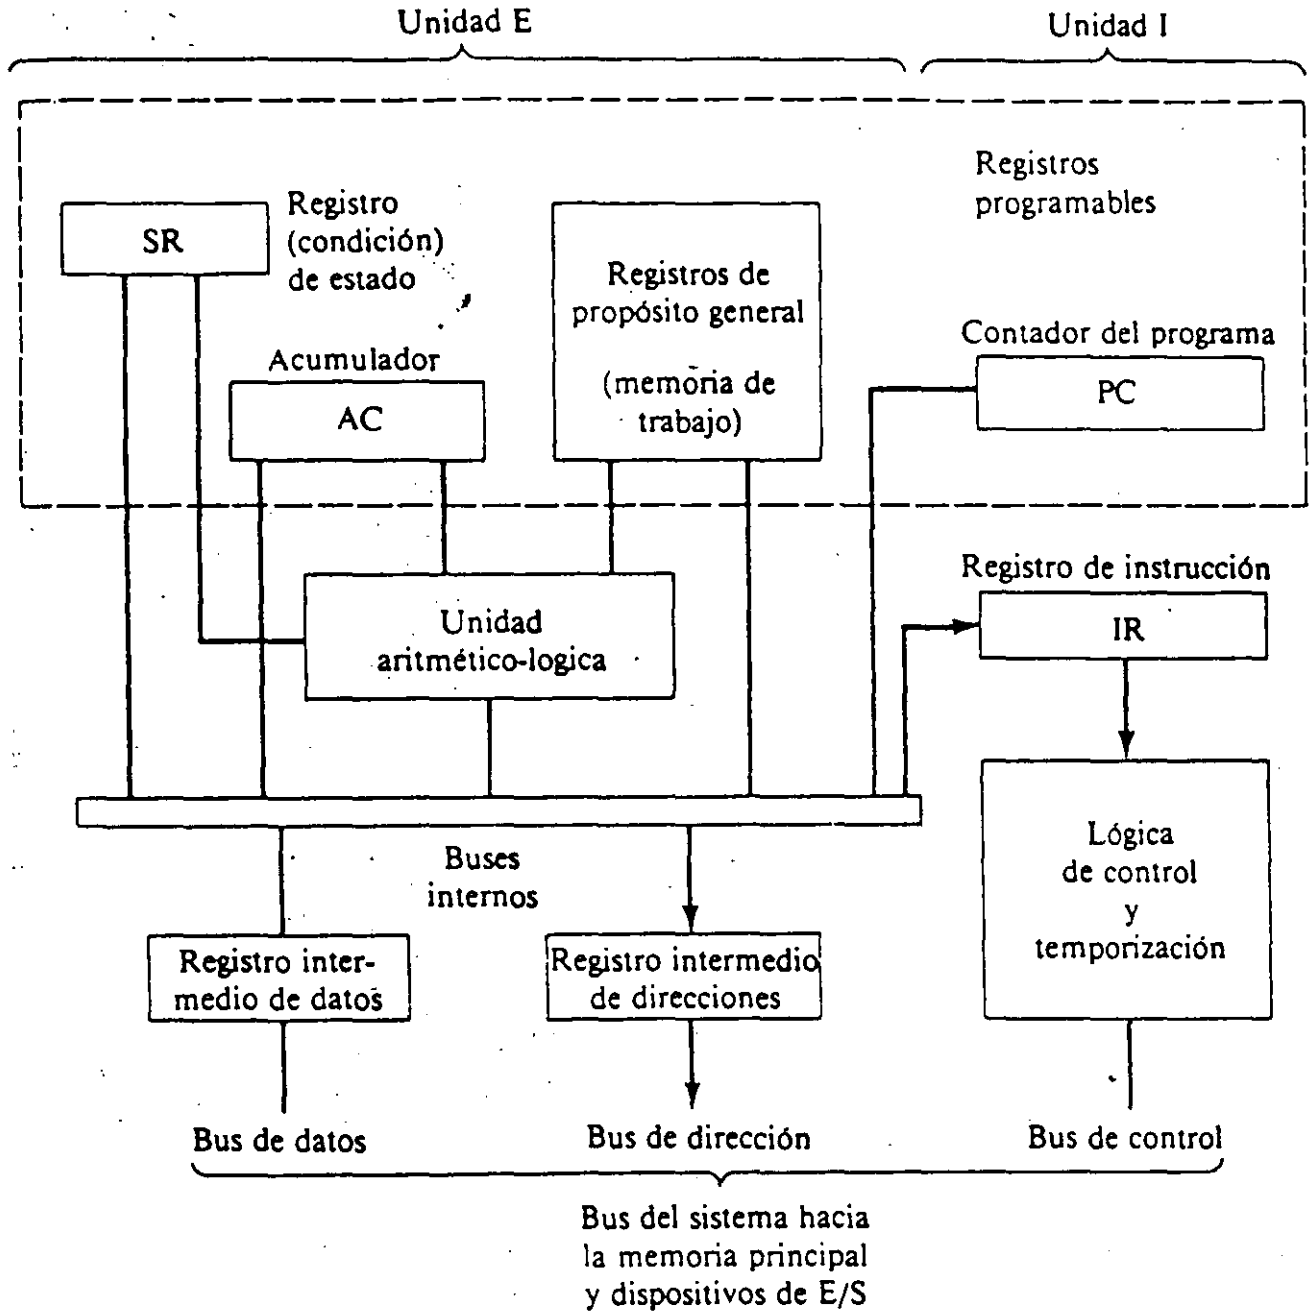 Unidad E
Unidad I
Registros
programables
Registro
(condición)
de estado
SR
Registros de
propósito general
(memoria de
trabajo)
Contador del programa
PC
Acumulador
AC
Registro de instrucción
IR
Unidad
aritmético-logica
Lógica
de control
y
temporización
Buses
internos
Registro inter-
medio de datos
Registro intermedio
de direcciones
Bus de datos
Bus de dirección
Bus de control
Bus del sistema hacia
la memoria principal
y dispositivos de E/S